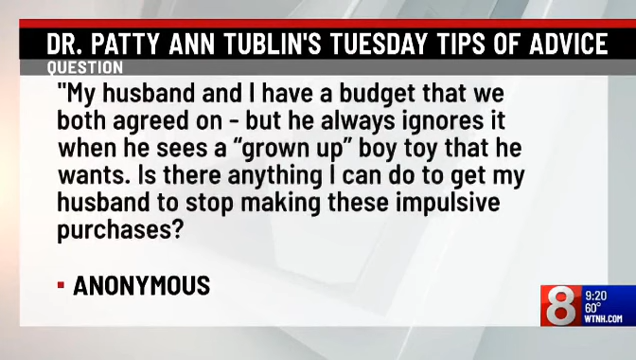 DR. PATTY ANN TUBLIN'S TUESDAY TIPS OF ADVICE
QUESTION
"My husband and I have a budget that we
both agreed on - but he always ignores it
when he sees a “grown up” boy toy that he
wants. Is there anything I can do to get my
husband to stop making these impulsive
purchases?
▪ ANONYMOUS
8
9:20
60°
WTNH.COM